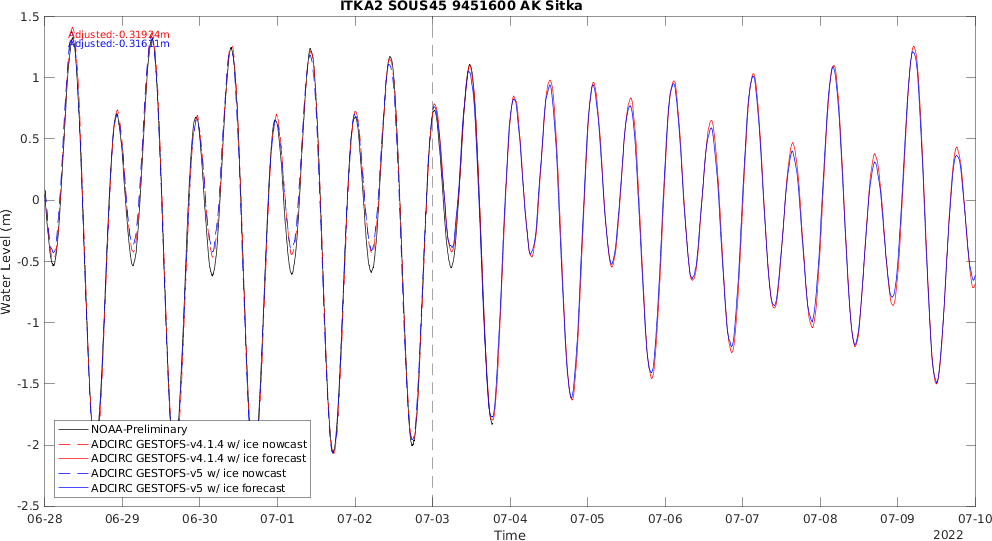 ITKA2 SOUS45 9451600 AK Sitka
Adjusted:-0.31924m
1.5
1
0.5
0
-0.5
-1
-1.5
-2
-2.5
Water Level (m)
NOAA-Preliminary
ADCIRC GESTOFS-v4.1.4 w/ ice nowcast
ADCIRC GESTOFS-v4.1.4 w/ ice forecast
ADCIRC GESTOFS-v5 w/ ice nowcast
ADCIRC GESTOFS-v5 w/ ice forecast
06-28 06-29 06-30 07-01 07-02 07-03 07-04 07-05 07-06 07-07 07-08 07-09 07-10
Time
2022